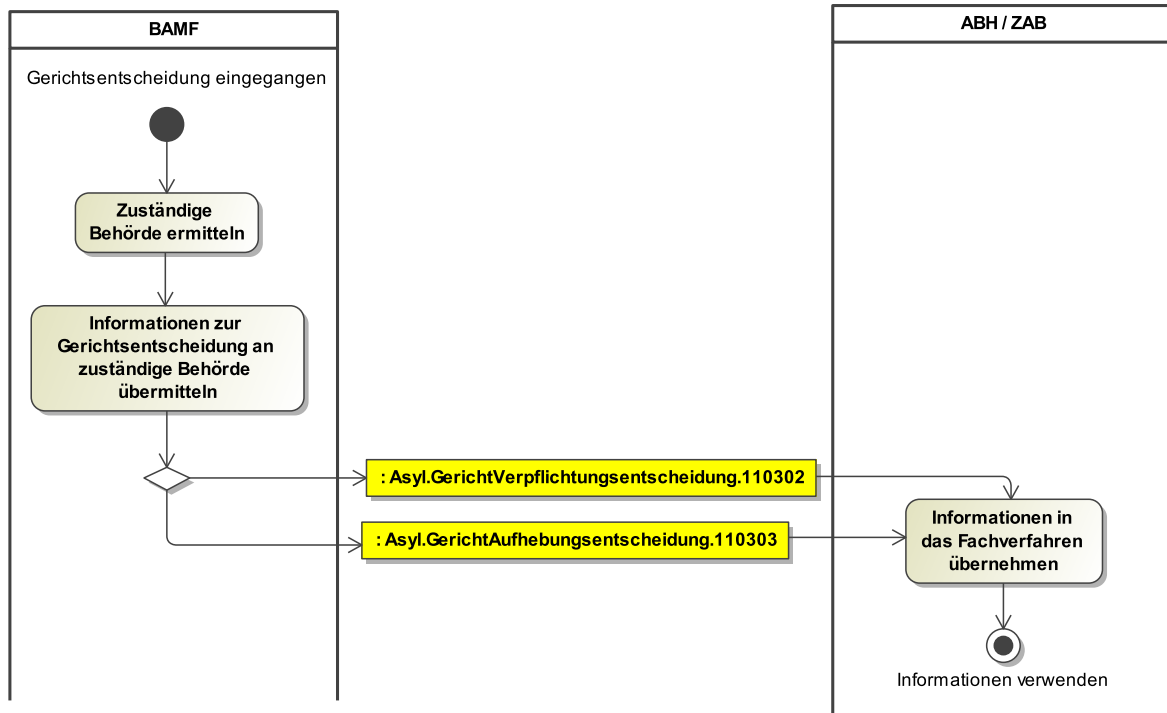 BAMF
ABH / ZAB
Gerichtsentscheidung eingegangen
Zuständige
Behörde ermitteln
Informationen zur
Gerichtsentscheidung an
zuständige Behörde
übermitteln
: Asyl.GerichtVerpflichtungsentscheidung.110302
: Asyl.GerichtAufhebungsentscheidung.110303
Informationen in
das Fachverfahren
übernehmen
Informationen verwenden